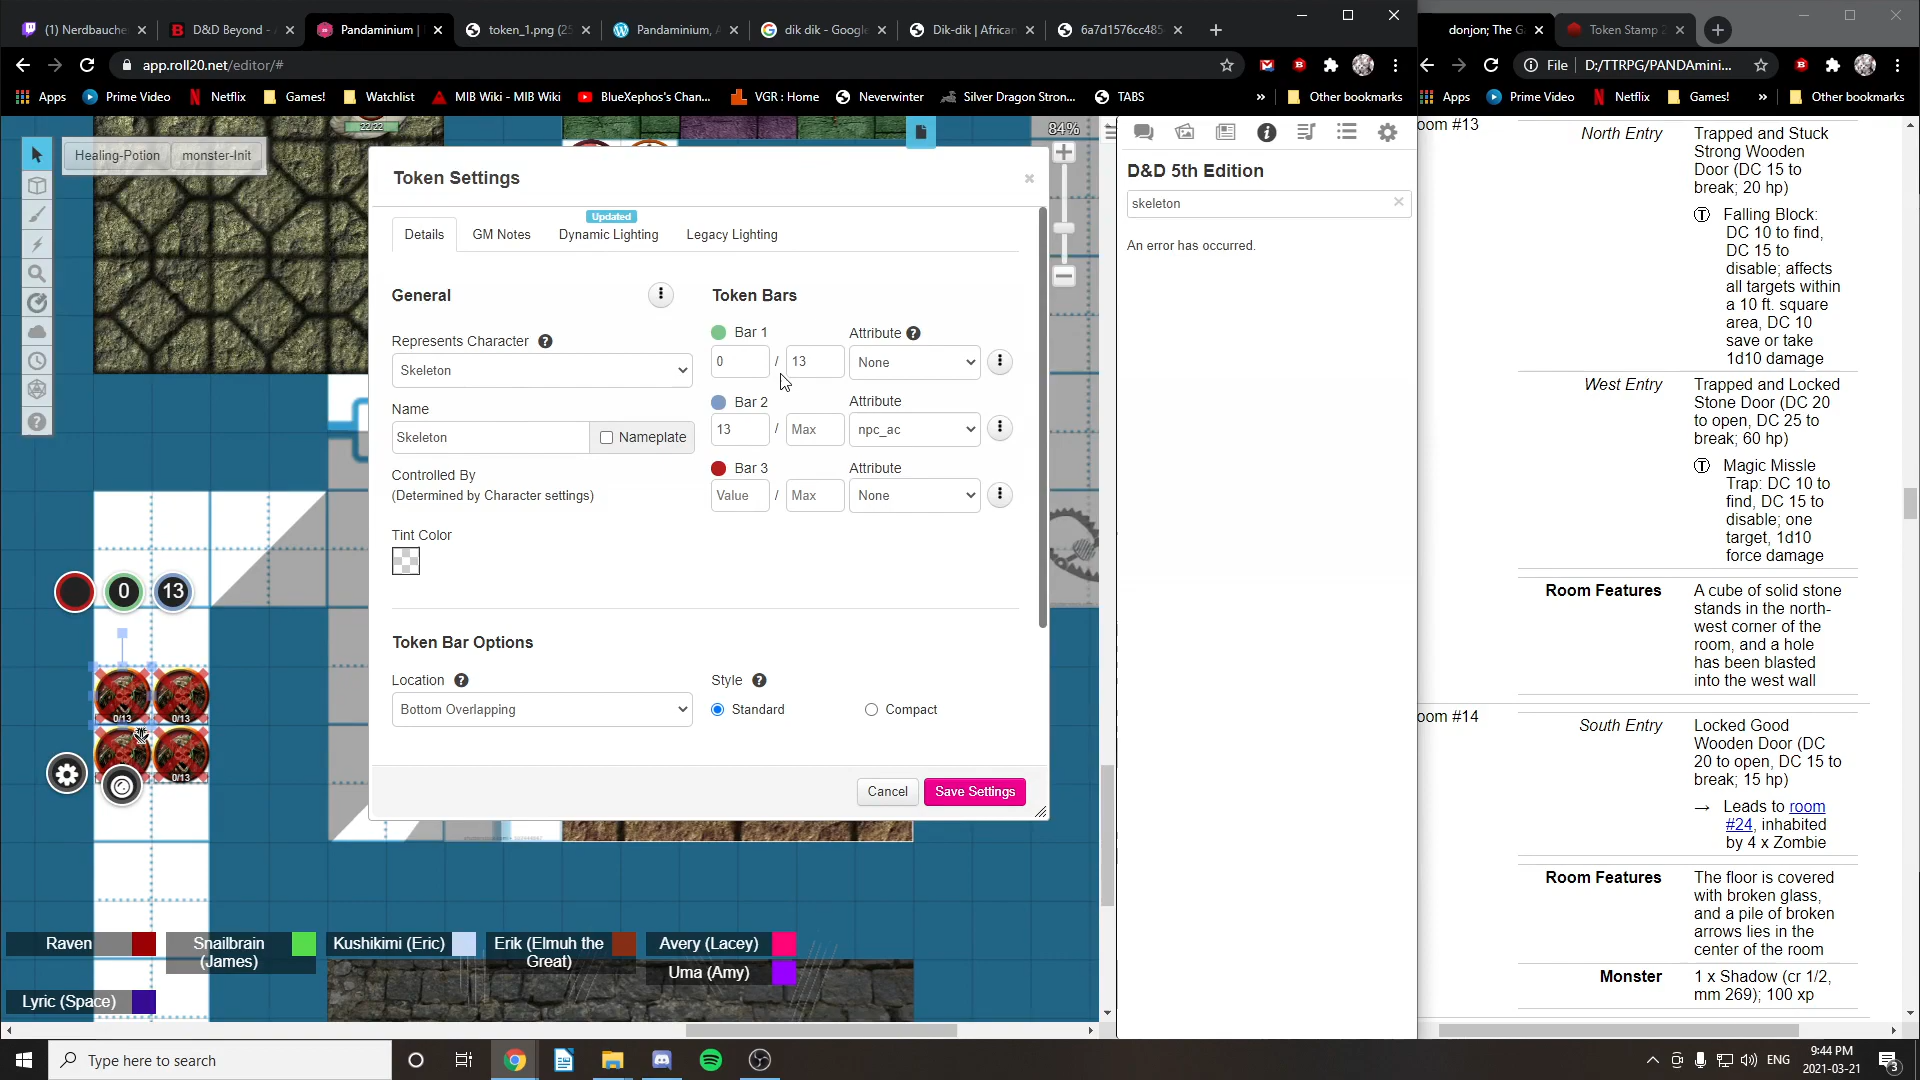 (1) Nerdbauche
D&D Beyond - A
Pandaminium |
token_1.png (25
Pandaminium, A
dik dik - Google
Dik-dik | African
6a7d1576cc485
donjon; The G
Token Stamp 2
app.roll20.net/editor/#
File | D:/TTRPG/PANDAmini...
Apps
Prime Video
Netflix
Games!
Watchlist
MIB Wiki - MIB Wiki
BlueXephos's Chan...
VGR : Home
Neverwinter
Silver Dragon Stron...
TABS
»
Other bookmarks
Apps
Prime Video
Netflix
Games!
»
Other bookmarks
Healing-Potion
monster-Init
22/22
84%
Token Settings
Updated
Details
GM Notes
Dynamic Lighting
Legacy Lighting
General
Represents Character
Skeleton
Name
Skeleton
Nameplate
Controlled By
(Determined by Character settings)
Tint Color
Token Bars
Bar 1
Attribute
0 / 13
None
Bar 2
Attribute
13 / Max
npc_ac
Bar 3
Attribute
Value / Max
None
Token Bar Options
Location
Bottom Overlapping
Style
Standard
Compact
Cancel
Save Settings
0
13
0/13
0/13
0/13
Raven
Snailbrain
(James)
Kushikimi (Eric)
Erik (Elmuh the
Great)
Avery (Lacey)
Uma (Amy)
Lyric (Space)
D&D 5th Edition
skeleton
An error has occurred.
oom #13
North Entry
Trapped and Stuck
Strong Wooden
Door (DC 15 to
break; 20 hp)
T Falling Block:
DC 10 to find,
DC 15 to
disable; affects
all targets within
a 10 ft. square
area, DC 10
save or take
1d10 damage
West Entry
Trapped and Locked
Stone Door (DC 20
to open, DC 25 to
break; 60 hp)
T Magic Missle
Trap: DC 10 to
find, DC 15 to
disable; one
target, 1d10
force damage
Room Features
A cube of solid stone
stands in the north-
west corner of the
room, and a hole
has been blasted
into the west wall
oom #14
South Entry
Locked Good
Wooden Door (DC
20 to open, DC 15 to
break; 15 hp)
→ Leads to room
#24, inhabited
by 4 x Zombie
Room Features
The floor is covered
with broken glass,
and a pile of broken
arrows lies in the
center of the room
Monster
1 x Shadow (cr 1/2,
mm 269); 100 xp
Type here to search
ENG
9:44 PM
2021-03-21
3